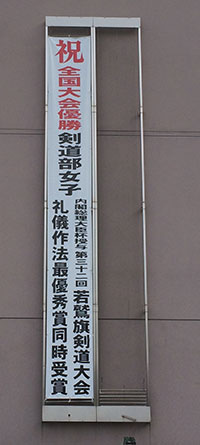 祝
全国大会優勝 剣道部女子
内閣総理大臣杯授与 第三十二回 若鷲旗剣道大会
礼儀作法最優秀賞同時受賞